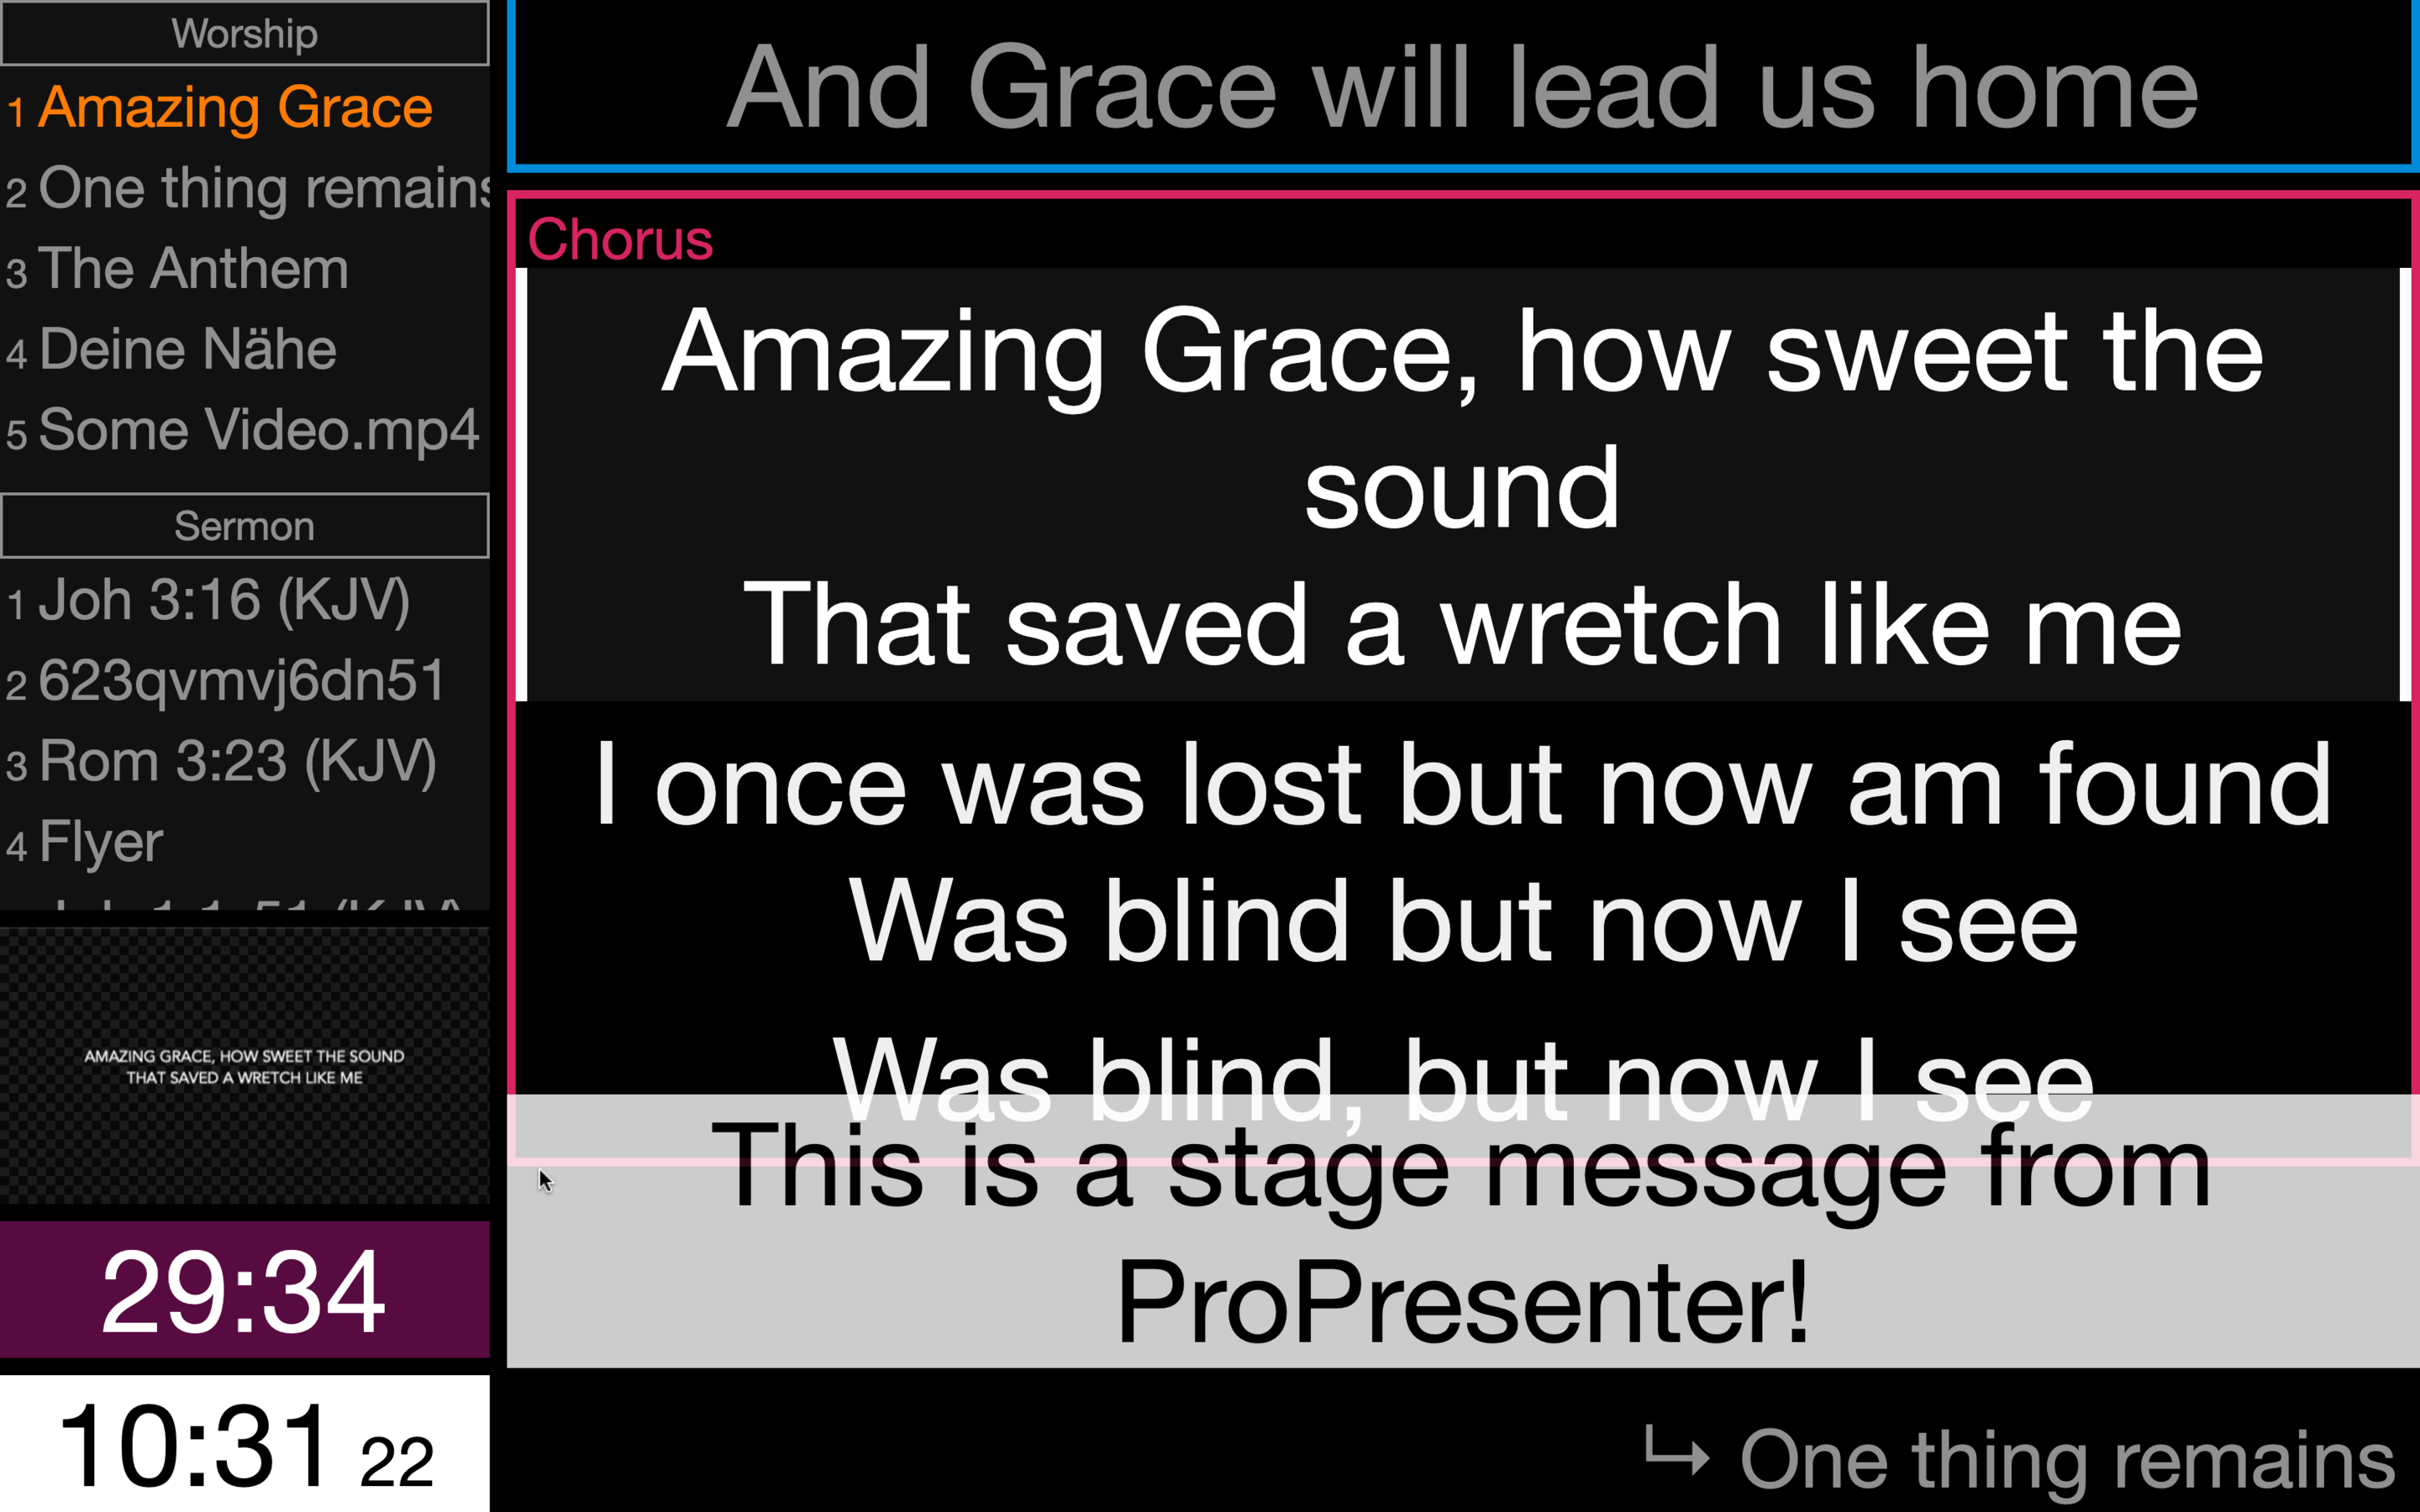 Worship
1 Amazing Grace
2 One thing remains
3 The Anthem
4 Deine Nähe
5 Some Video.mp4
Sermon
1 Joh 3:16 (KJV)
2 623qvmvj6dn51
3 Rom 3:23 (KJV)
4 Flyer
AMAZING GRACE, HOW SWEET THE SOUND
THAT SAVED A WRETCH LIKE ME
29:34
10:31 22
And Grace will lead us home
Chorus
Amazing Grace, how sweet the
sound
That saved a wretch like me
I once was lost but now am found
Was blind but now I see
Was blind, but now I see
This is a stage message from
ProPresenter!
One thing remains